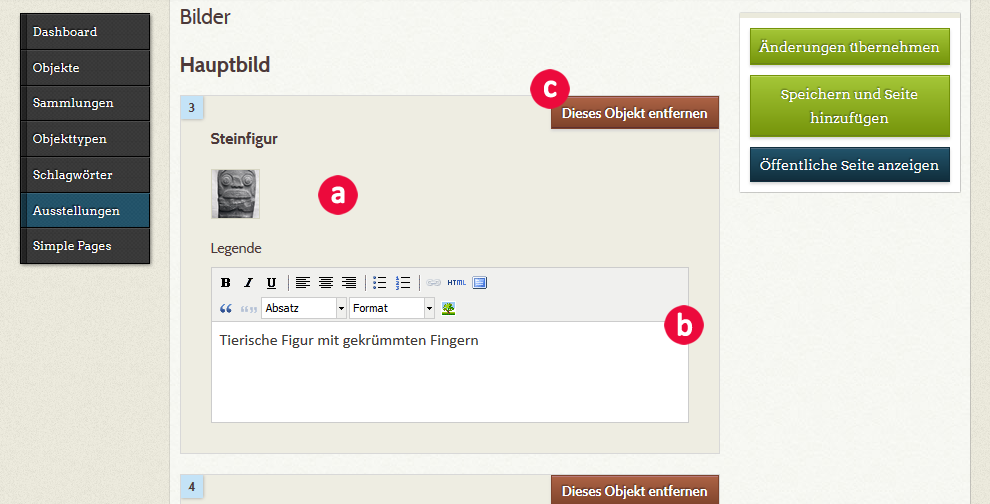 Dashboard
Objekte
Sammlungen
Objekttypen
Schlagwörter
Ausstellungen
Simple Pages
Bilder
Hauptbild
3
c
Dieses Objekt entfernen
Steinfigur
a
Legende
B I U HTML
Absatz Format
b
Tierische Figur mit gekrümmten Fingern
4
Dieses Objekt entfernen
Änderungen übernehmen
Speichern und Seite
hinzufügen
Öffentliche Seite anzeigen